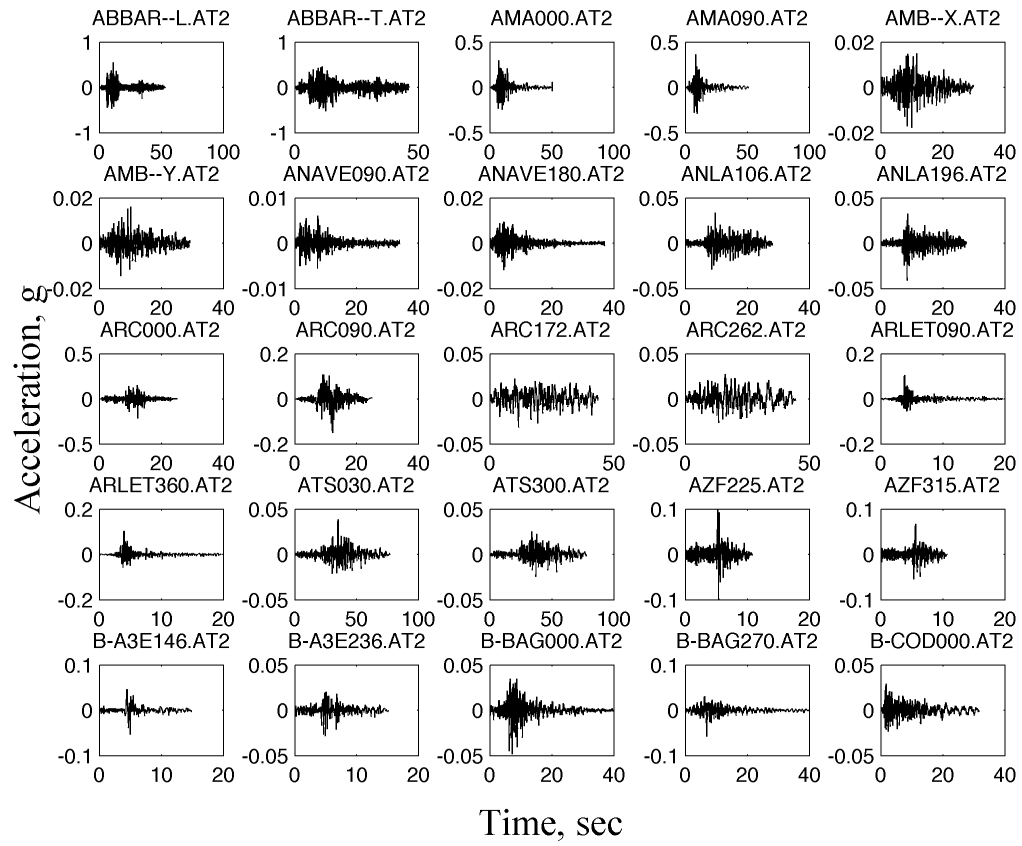 ABBAR--L.AT2 ABBAR--T.AT2 AMA000.AT2 AMA090.AT2 AMB--X.AT2
1 1 0.5 0.5 0.02
0 0 0 0 0
-1 -1 -0.5 -0.5 -0.02
0 50 100 0 20 40 50 0 50 100 0 50 100 0 20 40
AMB--Y.AT2 ANAVE090.AT2 ANAVE180.AT2 ANLA106.AT2 ANLA196.AT2
0.02 0.01 0.02 0.05 0.05
0 0 0 0 0
-0.02 -0.01 -0.02 -0.05 -0.05
0 20 40 0 20 40 0 20 40 0 20 40 0 20 40
ARC000.AT2 ARC090.AT2 ARC172.AT2 ARC262.AT2 ARLET090.AT2
0.5 0.2 0.05 0.05 0.2
0 0 0 0 0
-0.5 -0.2 -0.05 -0.05 -0.2
0 20 40 0 20 40 0 50 0 50 0 10 20
ARLET360.AT2 ATS030.AT2 ATS300.AT2 AZF225.AT2 AZF315.AT2
0.2 0.05 0.05 0.1 0.1
0 0 0 0 0
-0.2 -0.05 -0.05 -0.1 -0.1
0 10 20 0 50 100 0 50 100 0 10 20 0 10 20
B-A3E146.AT2 B-A3E236.AT2 B-BAG000.AT2 B-BAG270.AT2 B-COD000.AT2
0.1 0.05 0.05 0.1 0.05
0 0 0 0 0
-0.1 -0.05 -0.05 -0.1 -0.05
0 10 20 0 10 20 0 20 40 0 20 40 0 20 40
Acceleration, g
Time, sec